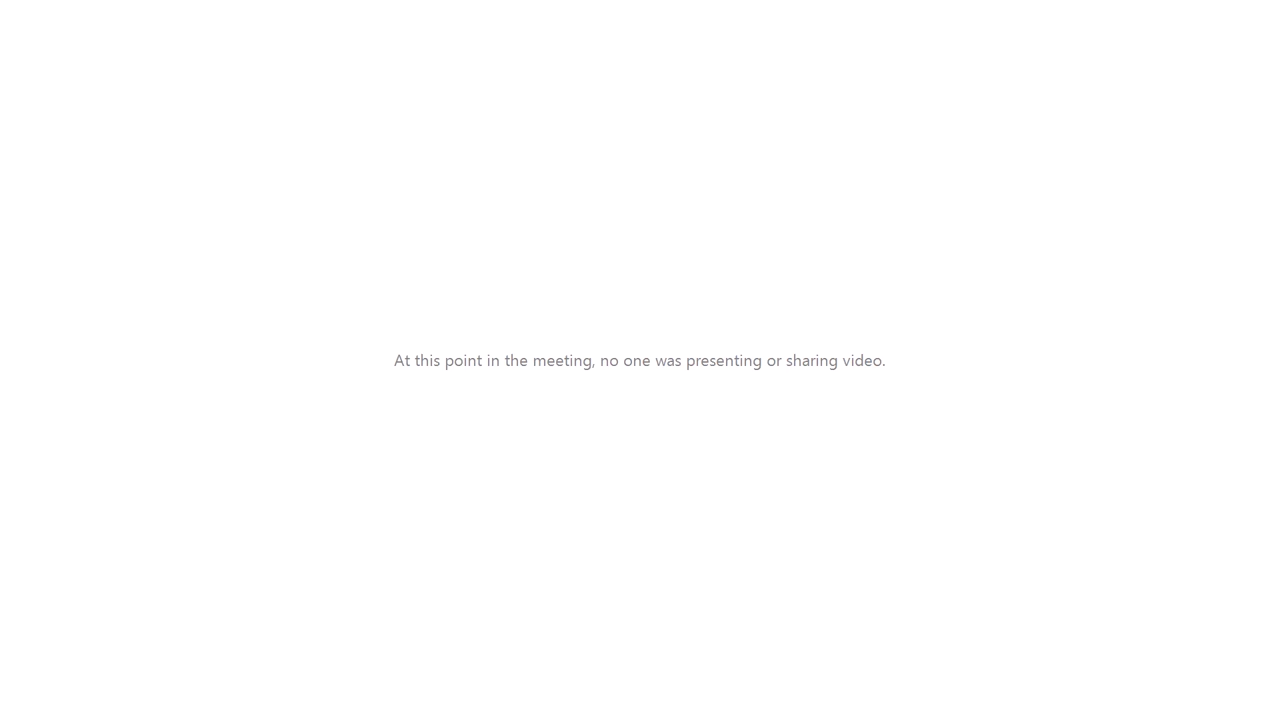 At this point in the meeting, no one was presenting or sharing video.